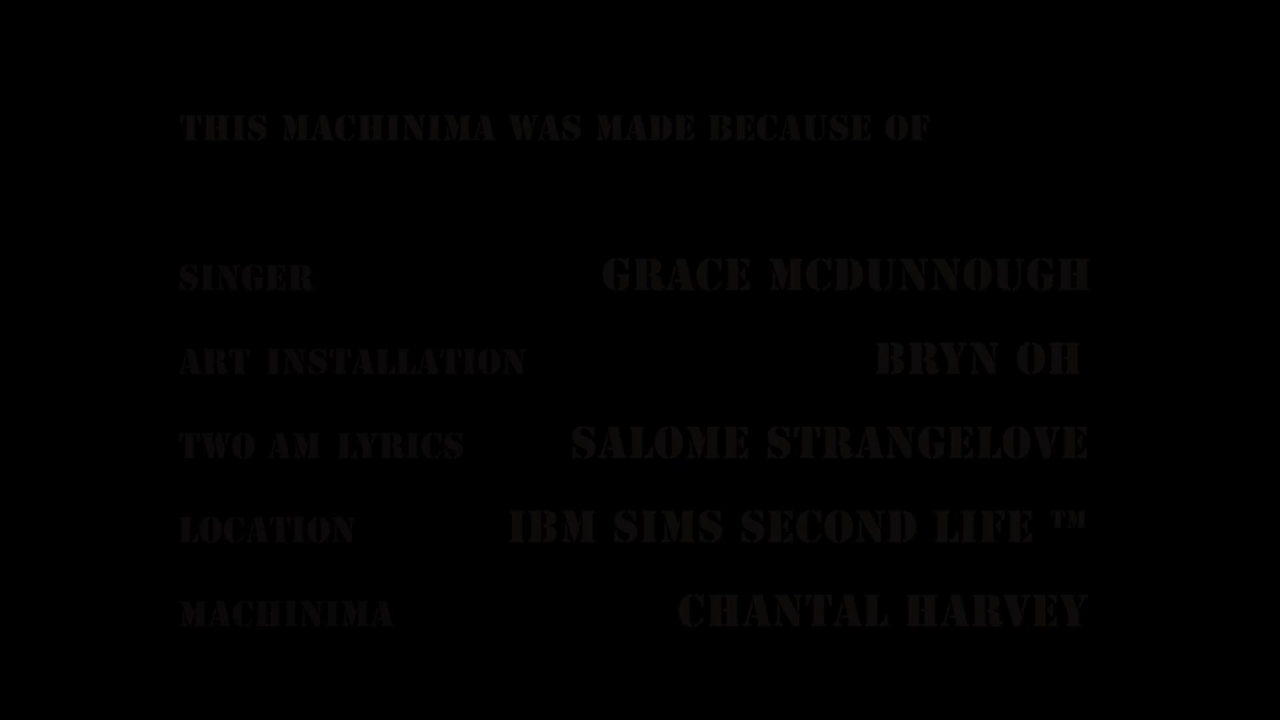 THIS MACHINIMA WAS MADE BECAUSE OF
SINGER GRACE MCDUNNOUGH
ART INSTALLATION BRYN OH
TWO AM LYRICS SALOME STRANGELOVE
LOCATION IBM SIMS SECOND LIFE ™
MACHINIMA CHANTAL HARVEY